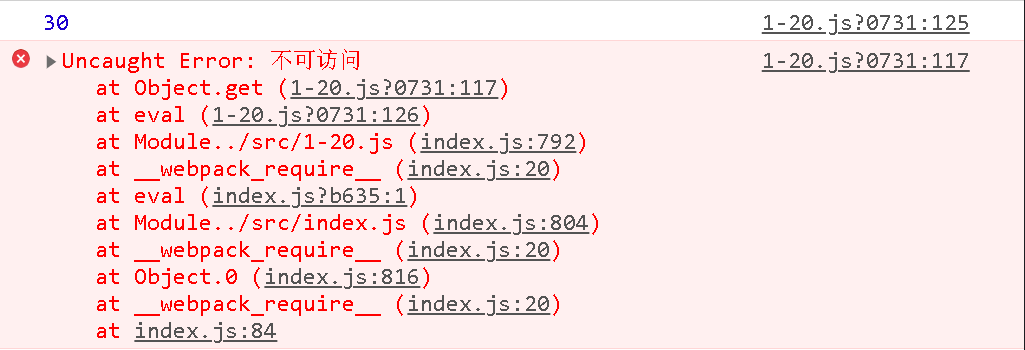 30 1-20.js?0731:125
▶Uncaught Error: 不可访问 1-20.js?0731:117
at Object.get (1-20.js?0731:117)
at eval (1-20.js?0731:126)
at Module../src/1-20.js (index.js:792)
at __webpack_require__ (index.js:20)
at eval (index.js?b635:1)
at Module../src/index.js (index.js:804)
at __webpack_require__ (index.js:20)
at Object.0 (index.js:816)
at __webpack_require__ (index.js:20)
at index.js:84